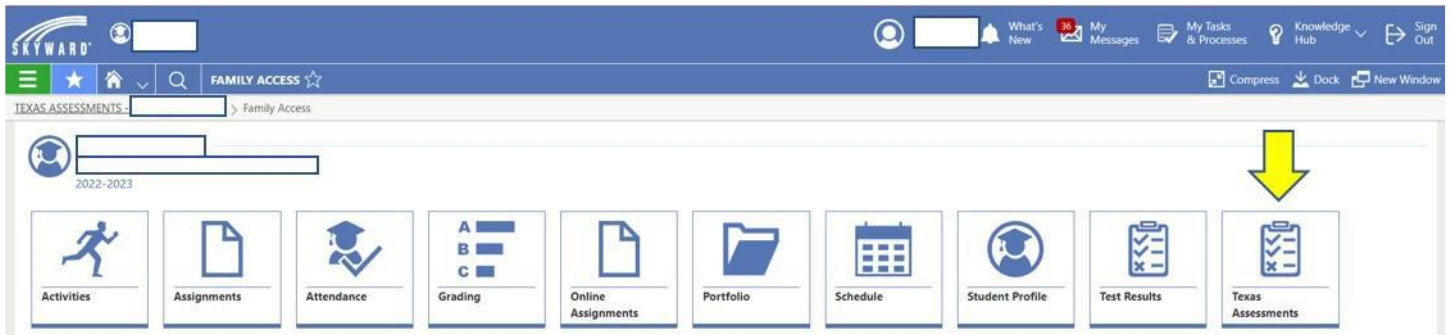 SKYWARD
What's New
36
My Messages
My Tasks & Processes
Knowledge Hub
Sign Out
FAMILY ACCESS
Compress
Dock
New Window
TEXAS ASSESSMENTS -
> Family Access
2022-2023
A
B
C
Activities
Assignments
Attendance
Grading
Online Assignments
Portfolio
Schedule
Student Profile
Test Results
Texas Assessments